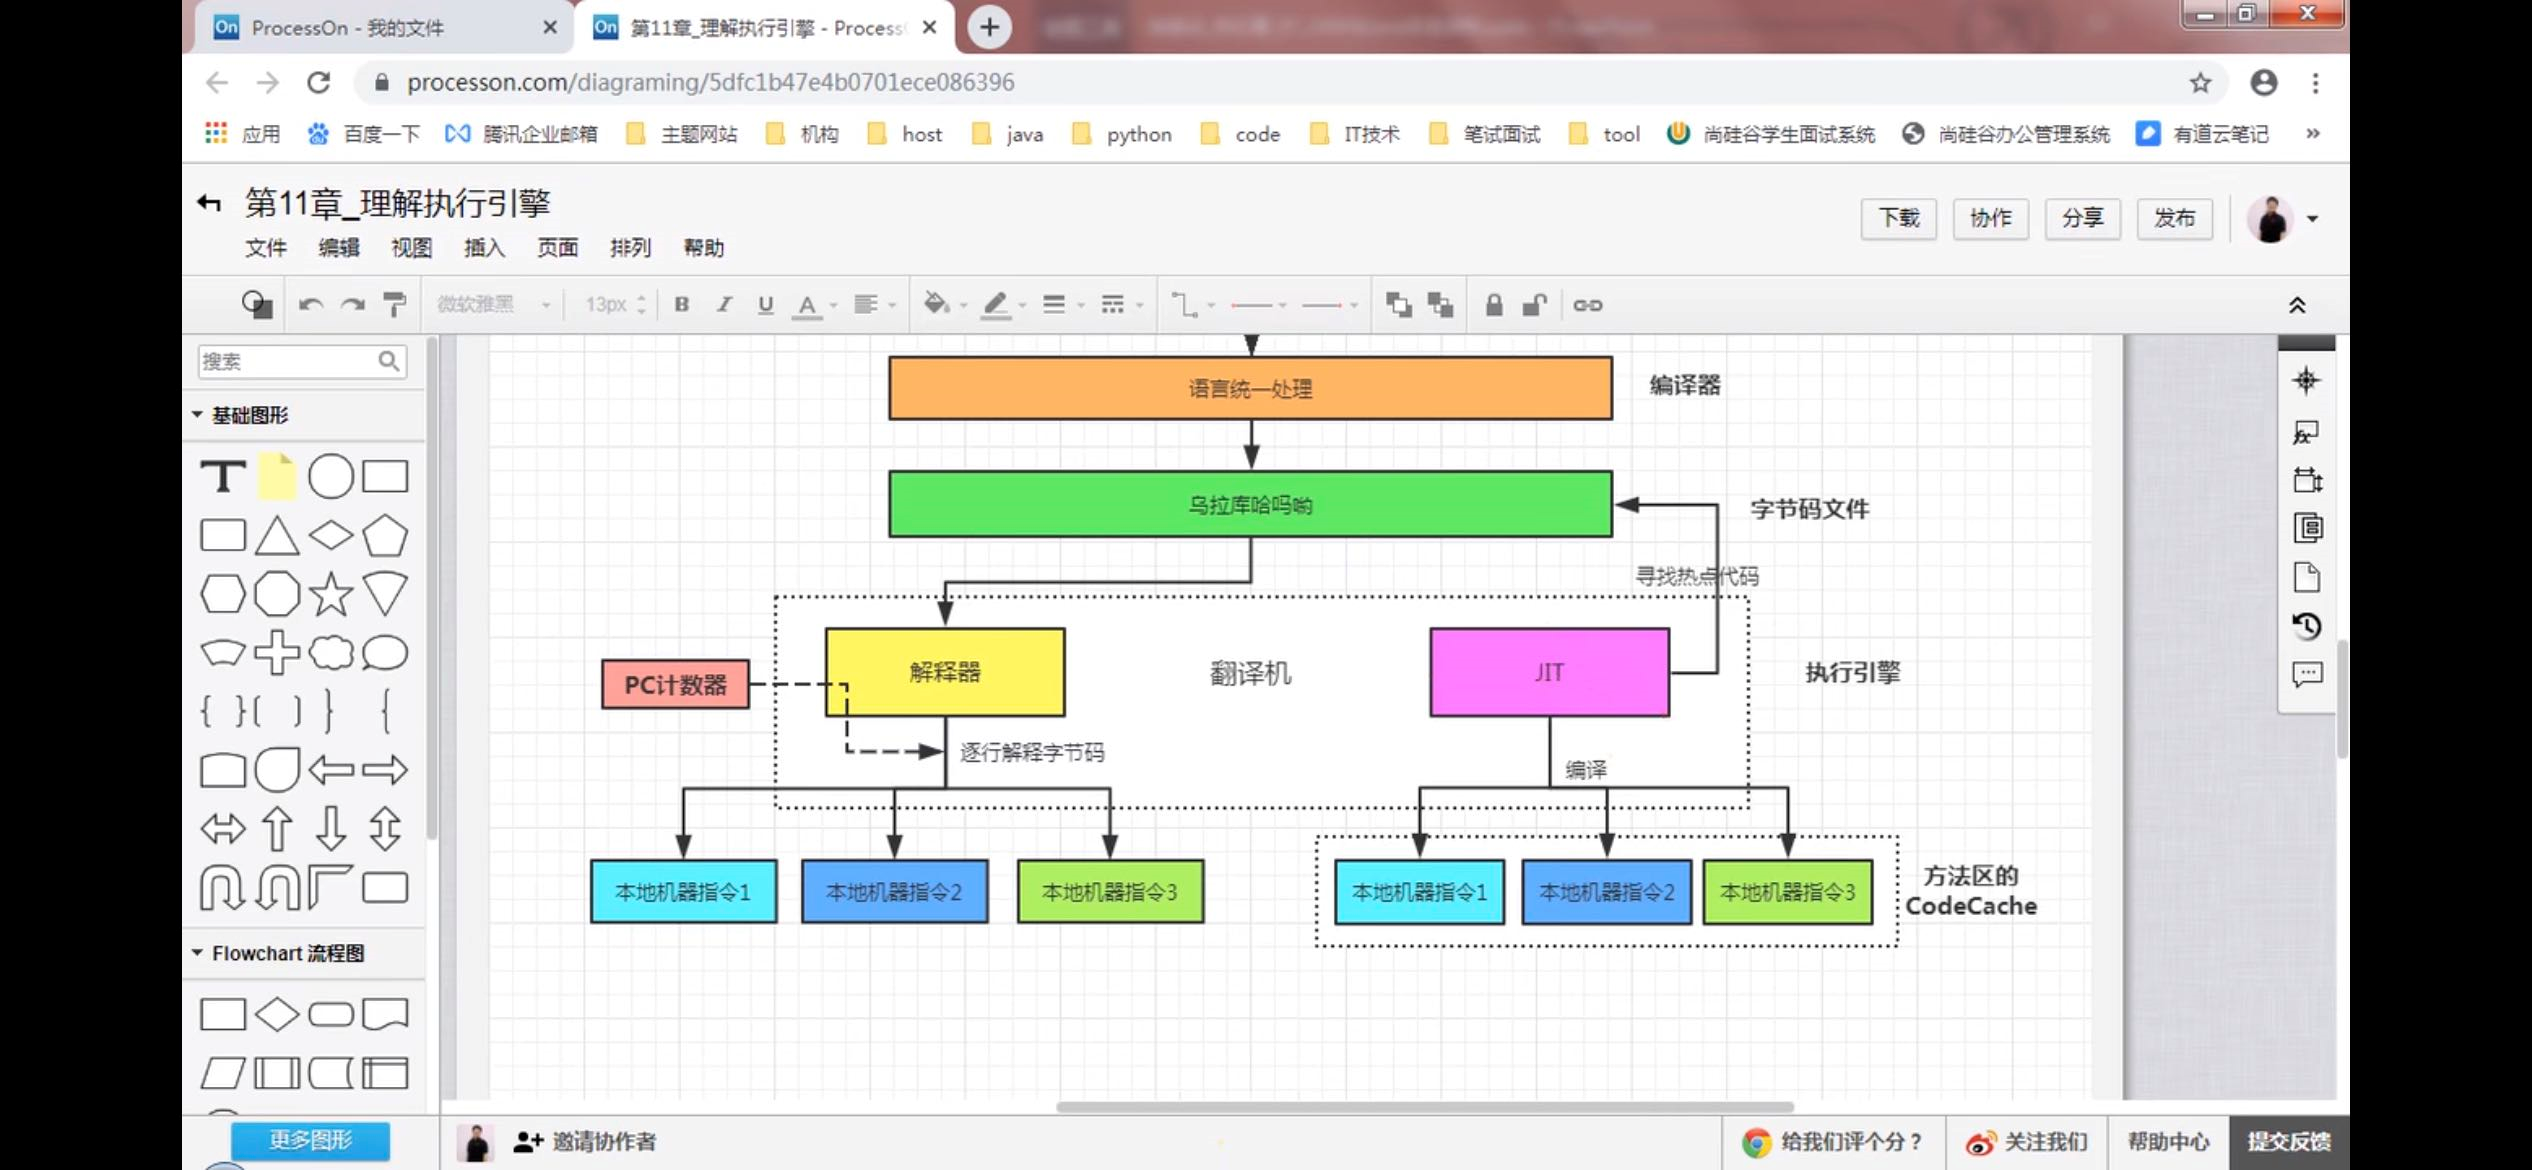 ProcessOn - 我的文件
第11章_理解执行引擎 - Process
processon.com/diagraming/5dfc1b47e4b0701ece086396
应用 百度一下 腾讯企业邮箱 主题网站 机构 host java python code IT技术 笔试面试 tool 尚硅谷学生面试系统 尚硅谷办公管理系统 有道云笔记 »
第11章_理解执行引擎
下载 协作 分享 发布
文件 编辑 视图 插入 页面 排列 帮助
微软雅黑 13px B I U A
搜索
基础图形
T
语言统一处理 编译器
乌拉库哈吗哟 字节码文件
寻找热点代码
PC计数器 解释器 翻译机 JIT 执行引擎
逐行解释字节码
编译
本地机器指令1 本地机器指令2 本地机器指令3
本地机器指令1 本地机器指令2 本地机器指令3
方法区的
CodeCache
Flowchart 流程图
更多图形
邀请协作者
给我们评个分？ 关注我们 帮助中心 提交反馈